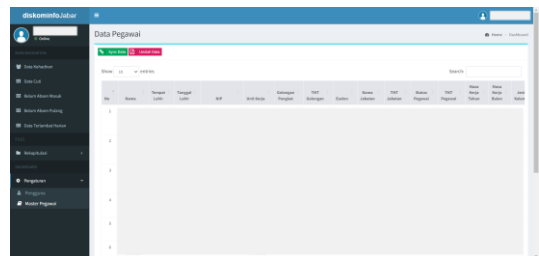 diskominfoJabar
Online
Data Pegawai
Home Dashboard
Sync Data Unduh Data
Show 10 entries
Search:
No
Nama
Tempat Lahir
Tanggal Lahir
NIP
Unit Kerja
Golongan Pangkat
TMT Golongan
Eselon
Nama Jabatan
TMT Jabatan
Status Pegawai
TMT Pegawai
Masa Kerja Tahun
Masa Kerja Bulan
1
2
3
4
5
6
Data Kehadiran
Data Cuti
Belum Absen Masuk
Belum Absen Pulang
Data Terlambat Harian
Rekapitulasi
Pengaturan
Pengguna
Master Pegawai